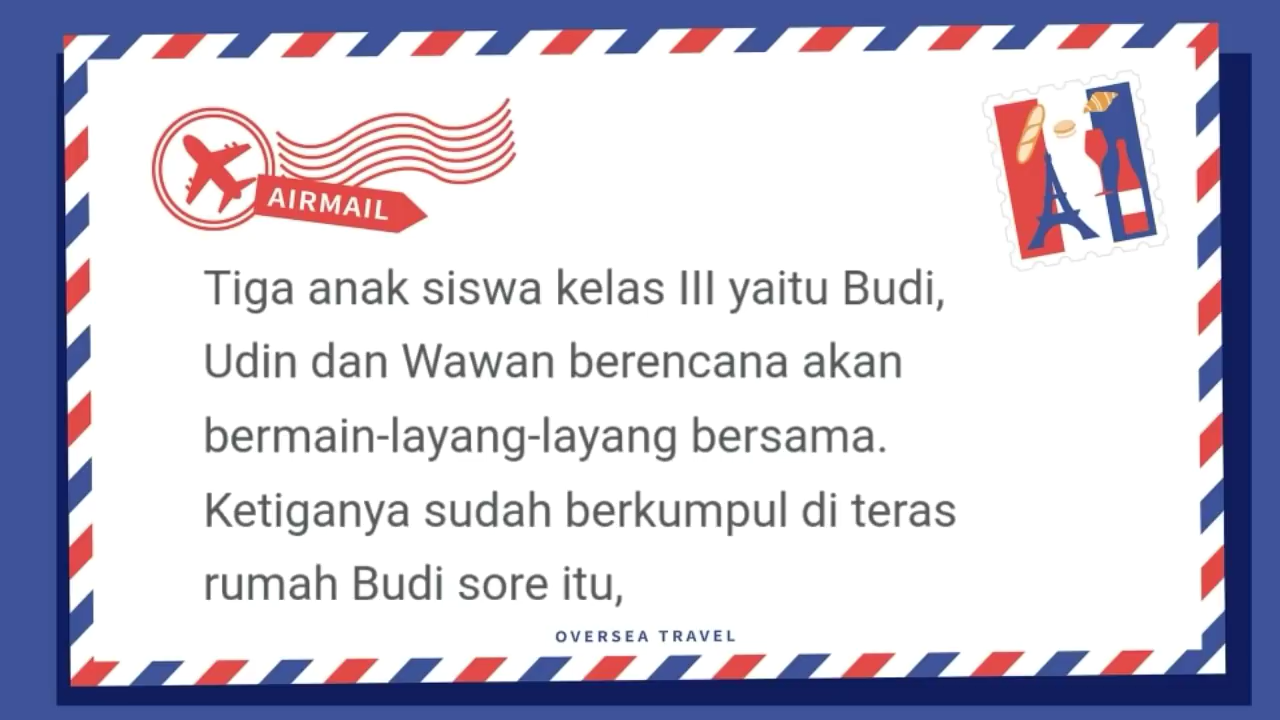 AIRMAIL
Tiga anak siswa kelas III yaitu Budi,
Udin dan Wawan berencana akan
bermain-layang-layang bersama.
Ketiganya sudah berkumpul di teras
rumah Budi sore itu,
OVERSEA TRAVEL